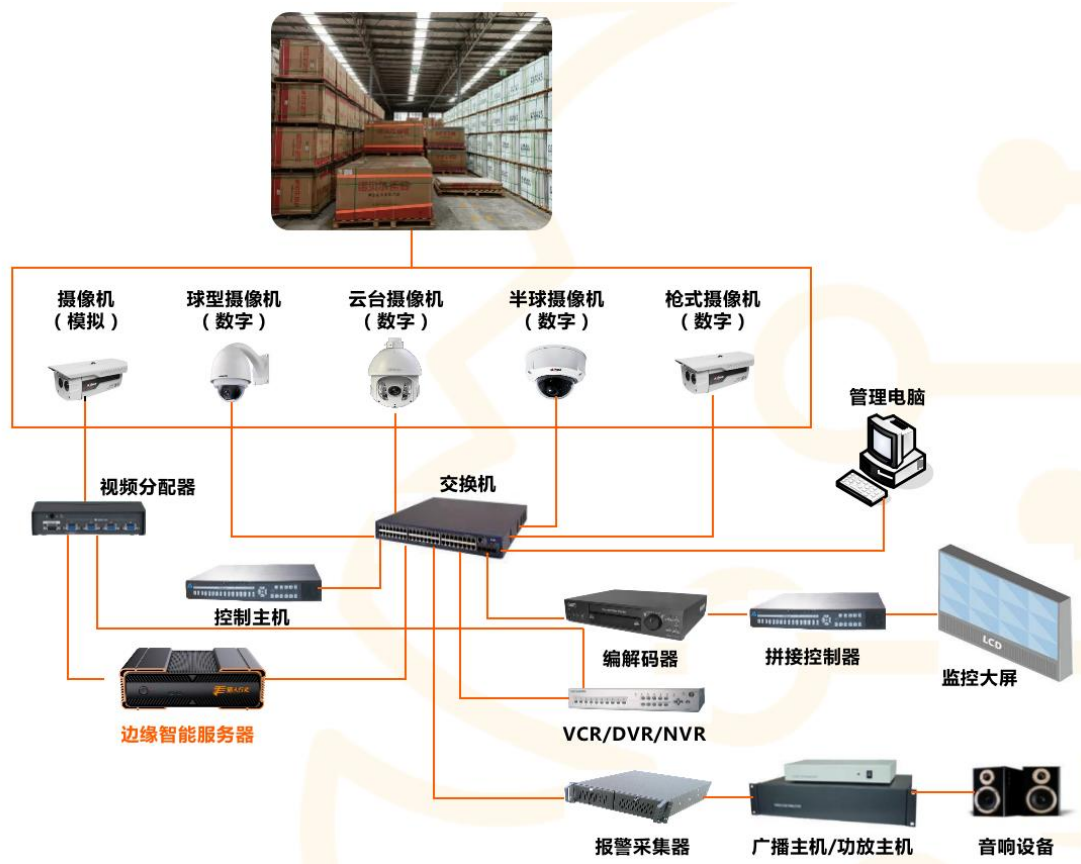 摄像机
（模拟）
球型摄像机
（数字）
云台摄像机
（数字）
半球摄像机
（数字）
枪式摄像机
（数字）
管理电脑
视频分配器
交换机
控制主机
编解码器
拼接控制器
LCD
监控大屏
边缘智能服务器
VCR/DVR/NVR
报警采集器
广播主机/功放主机
音响设备